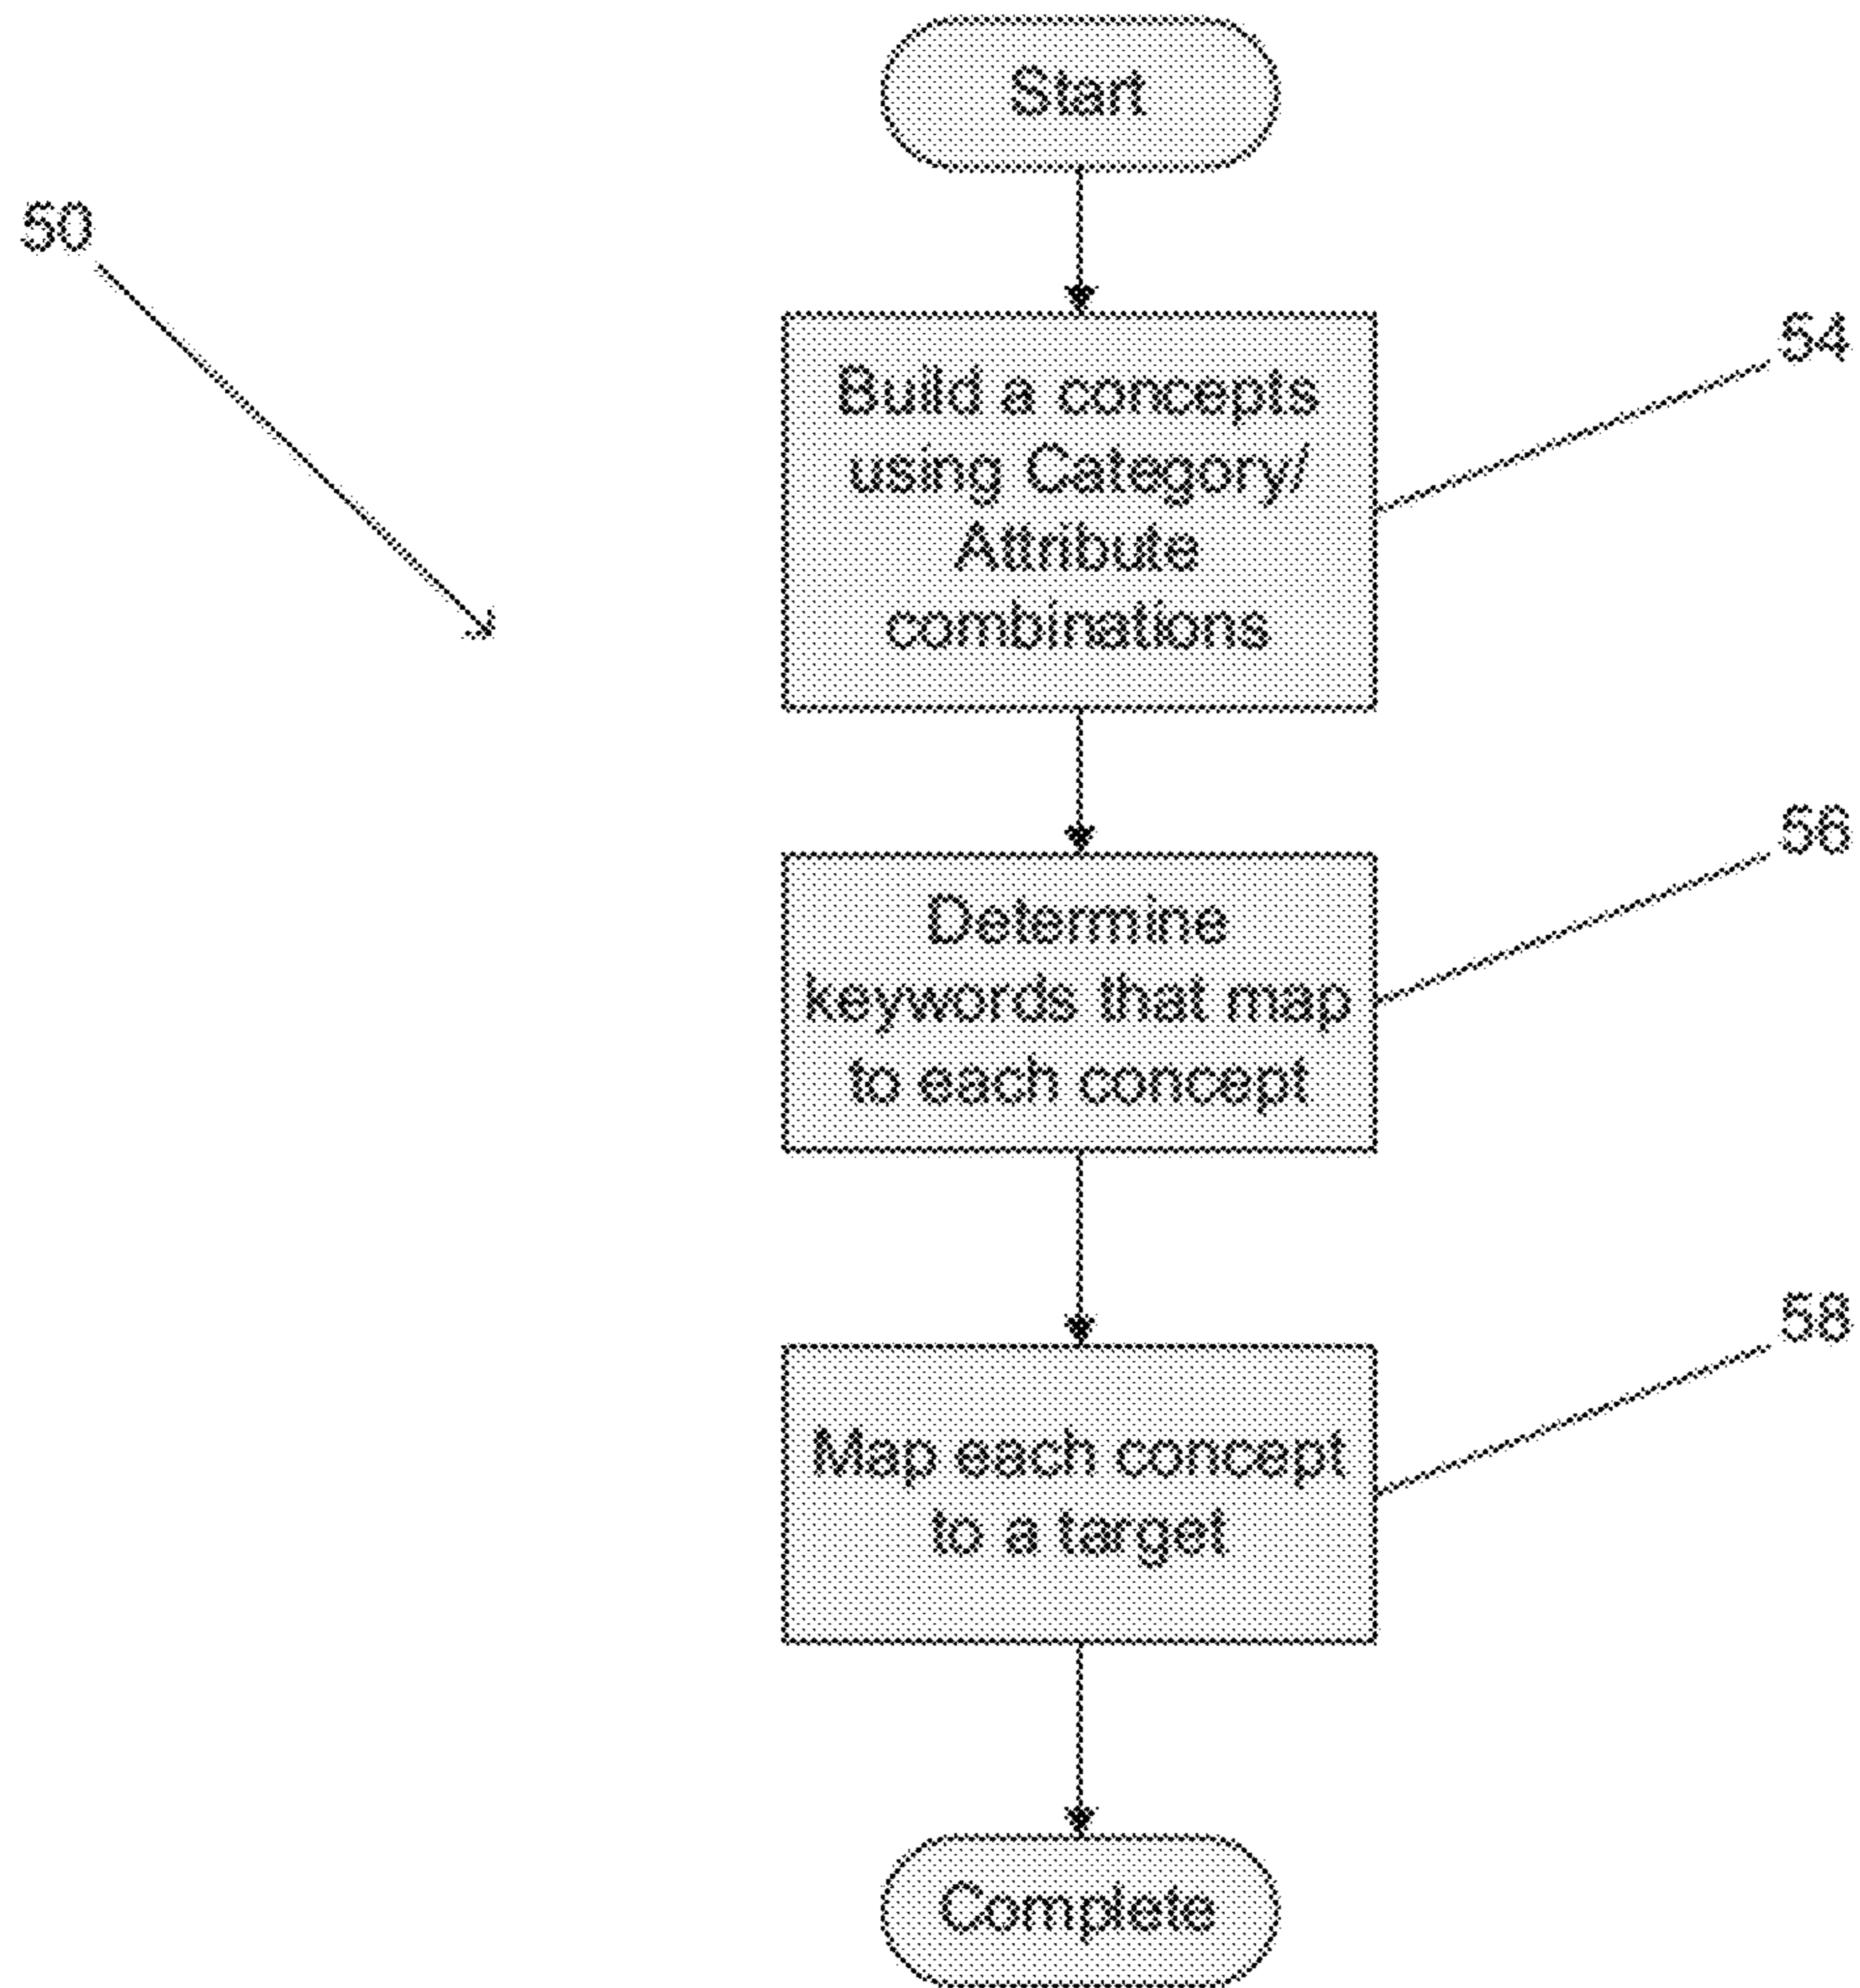 Start
50
54
Build a concepts
using Category/
Attribute
combinations
56
Determine
keywords that map
to each concept
58
Map each concept
to a target
Complete